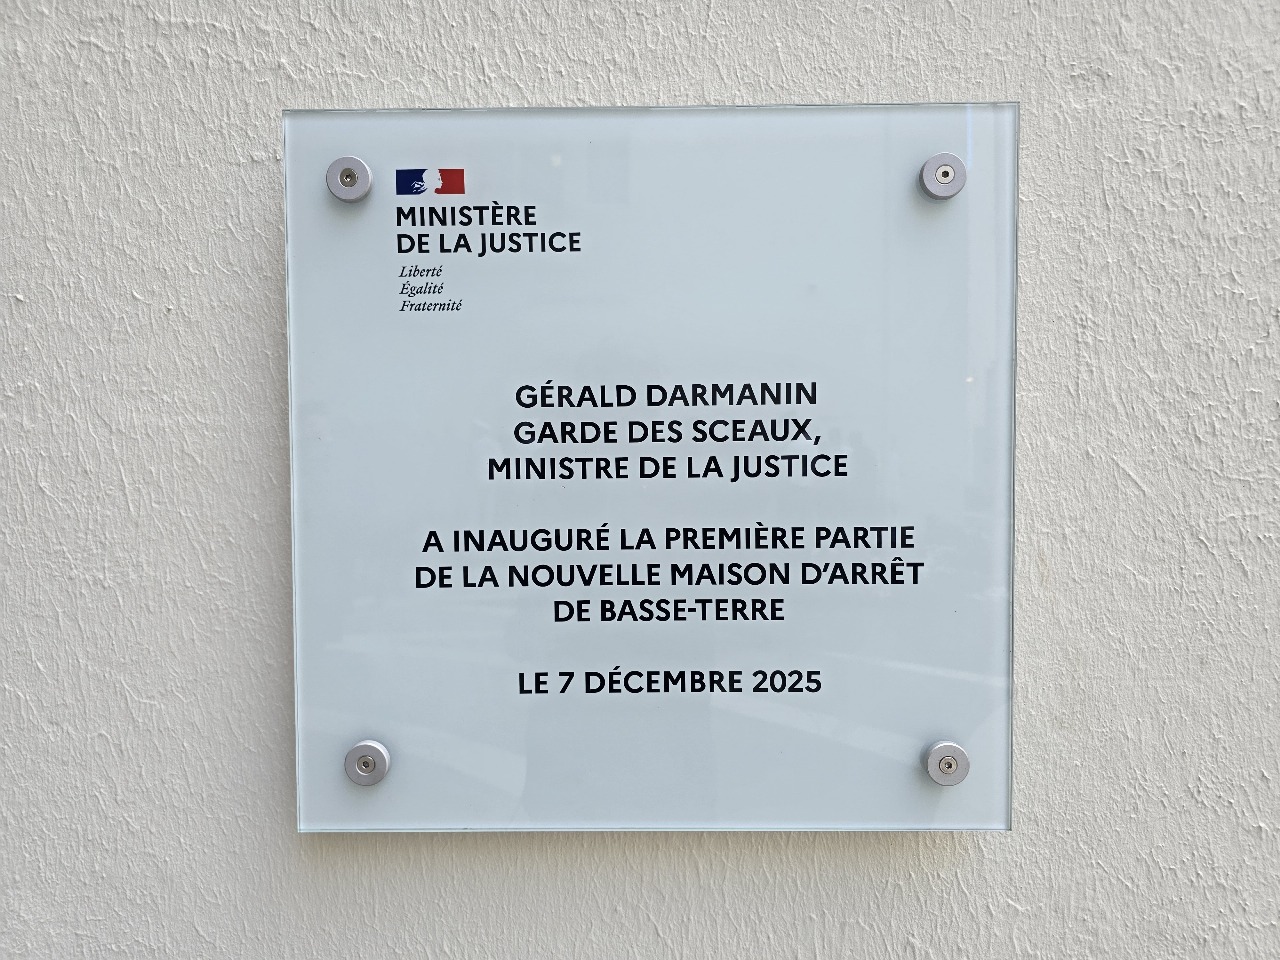 MINISTÈRE
DE LA JUSTICE
Liberté
Égalité
Fraternité
GÉRALD DARMANIN
GARDE DES SCEAUX,
MINISTRE DE LA JUSTICE
A INAUGURÉ LA PREMIÈRE PARTIE
DE LA NOUVELLE MAISON D'ARRÊT
DE BASSE-TERRE
LE 7 DÉCEMBRE 2025